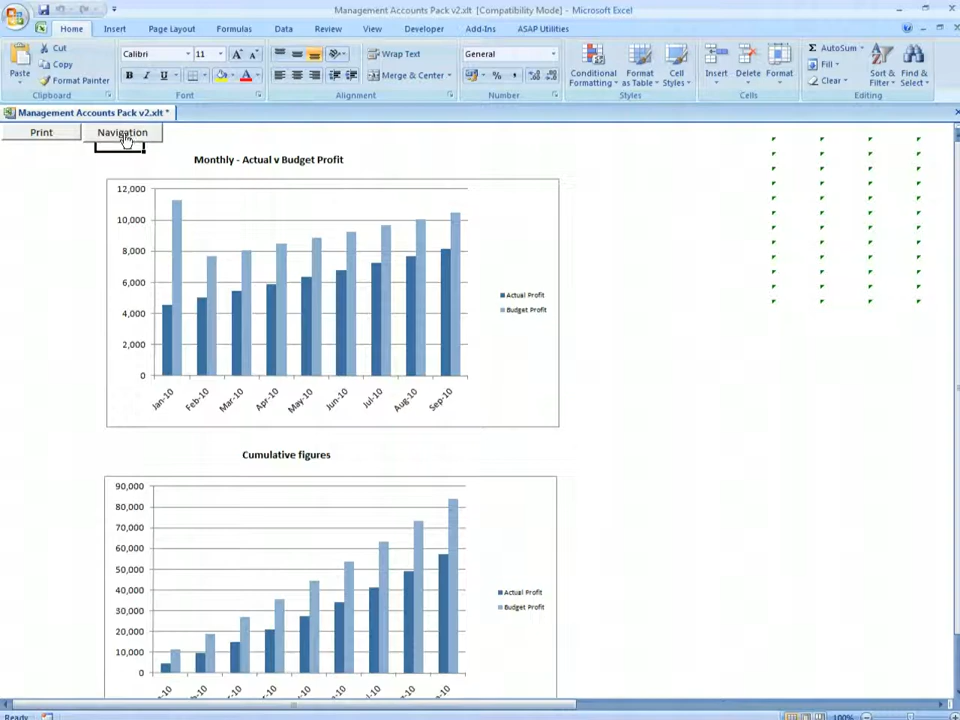 Management Accounts Pack v2.xlt [Compatibility Mode] - Microsoft Excel
Home Insert Page Layout Formulas Data Review View Developer Add-Ins ASAP Utilities
Paste
Cut
Copy
Format Painter
Clipboard
Calibri 11
B I U
Font
Wrap Text
Merge & Center
Alignment
General
% ,
Number
Conditional Formatting
Format as Table
Cell Styles
Styles
Insert Delete Format
Cells
Σ AutoSum
Fill
Clear
Sort & Filter
Find & Select
Editing
Management Accounts Pack v2.xlt *
Print Navigation
Monthly - Actual v Budget Profit
12,000
10,000
8,000
6,000
4,000
2,000
0
Jan-10 Feb-10 Mar-10 Apr-10 May-10 Jun-10 Jul-10 Aug-10 Sep-10
Actual Profit
Budget Profit
Cumulative figures
90,000
80,000
70,000
60,000
50,000
40,000
30,000
20,000
10,000
0
Actual Profit
Budget Profit
Ready
100%